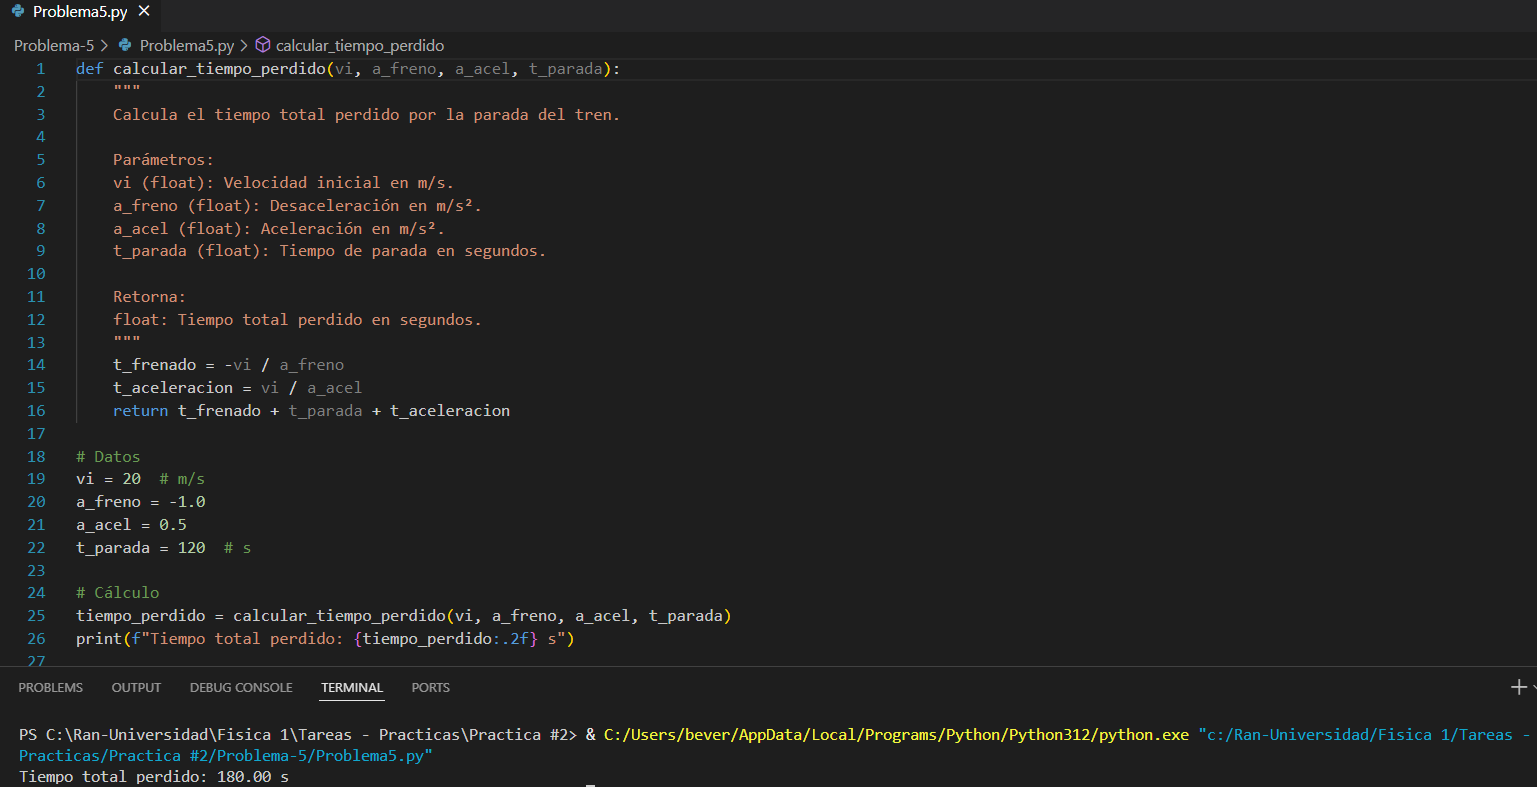 Problema5.py ×
Problema-5 > Problema5.py > calcular_tiempo_perdido
1 def calcular_tiempo_perdido(vi, a_freno, a_acel, t_parada):
2     """
3     Calcula el tiempo total perdido por la parada del tren.
4
5     Parámetros:
6     vi (float): Velocidad inicial en m/s.
7     a_freno (float): Desaceleración en m/s².
8     a_acel (float): Aceleración en m/s².
9     t_parada (float): Tiempo de parada en segundos.
10
11     Retorna:
12     float: Tiempo total perdido en segundos.
13     """
14     t_frenado = -vi / a_freno
15     t_aceleracion = vi / a_acel
16     return t_frenado + t_parada + t_aceleracion
17
18 # Datos
19 vi = 20  # m/s
20 a_freno = -1.0
21 a_acel = 0.5
22 t_parada = 120  # s
23
24 # Cálculo
25 tiempo_perdido = calcular_tiempo_perdido(vi, a_freno, a_acel, t_parada)
26 print(f"Tiempo total perdido: {tiempo_perdido:.2f} s")
27
PROBLEMS OUTPUT DEBUG CONSOLE TERMINAL PORTS
PS C:\Ran-Universidad\Fisica 1\Tareas - Practicas\Practica #2> & C:/Users/bever/AppData/Local/Programs/Python/Python312/python.exe "c:/Ran-Universidad/Fisica 1/Tareas -
Practicas/Practica #2/Problema-5/Problema5.py"
Tiempo total perdido: 180.00 s